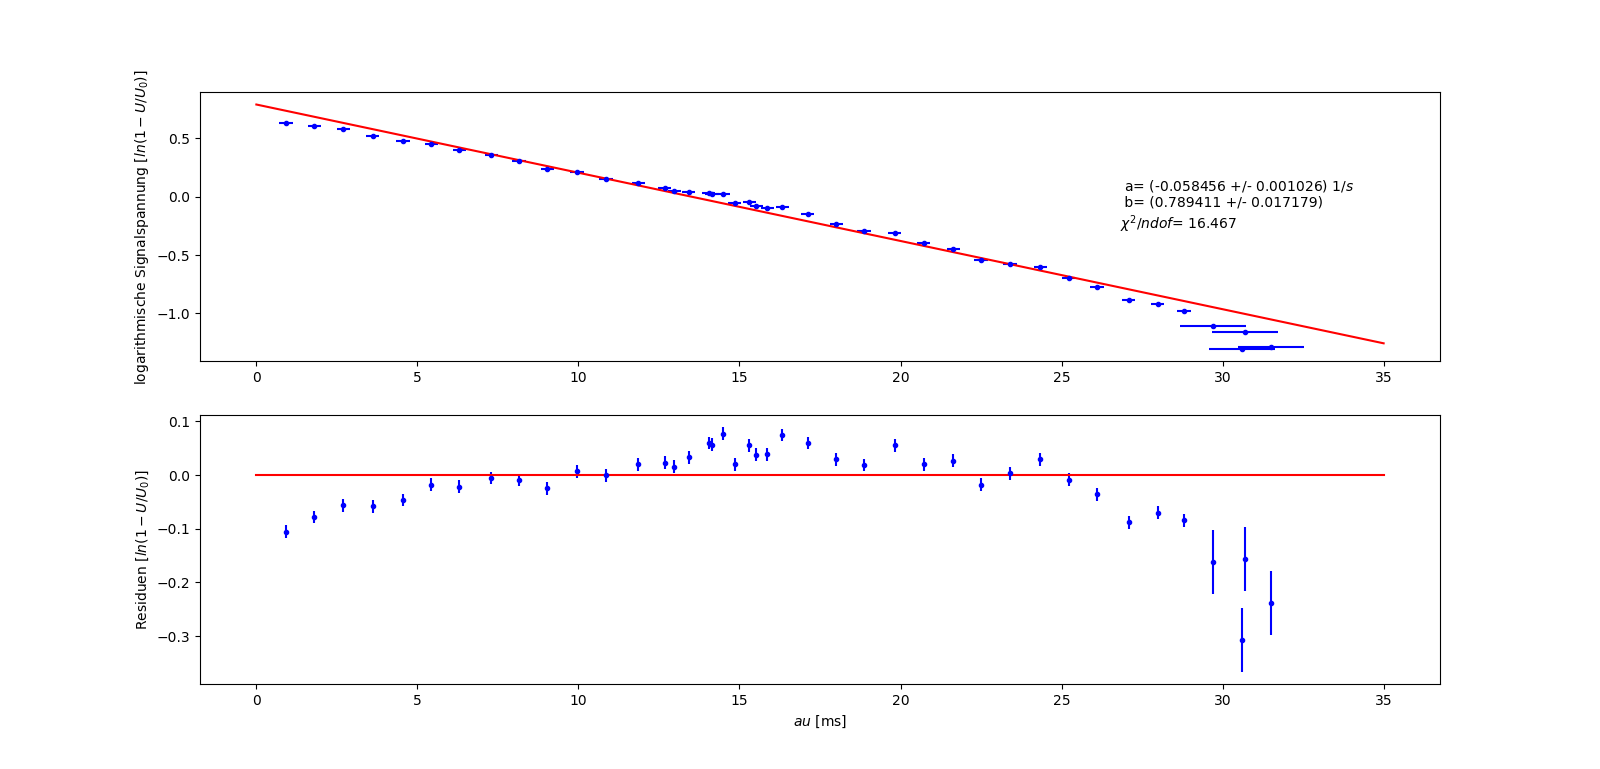 logarithmische Signalspannung [ln(1 − U/U₀)]
0.5
0.0
−0.5
−1.0
a= (-0.058456 +/- 0.001026) 1/s
b= (0.789411 +/- 0.017179)
χ²/ndof= 16.467
0 5 10 15 20 25 30 35
Residuen [ln(1 − U/U₀)]
0.1
0.0
−0.1
−0.2
−0.3
0 5 10 15 20 25 30 35
au [ms]